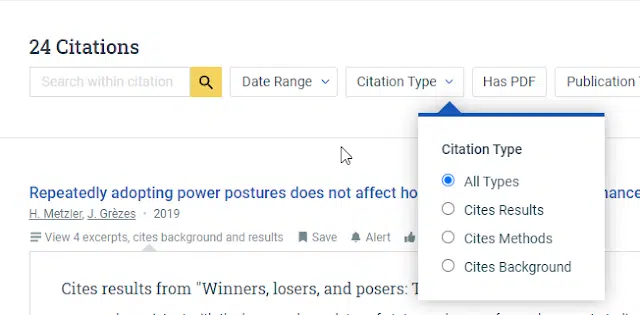 24 Citations
Search within citation
Date Range
Citation Type
Has PDF
Publication
Citation Type
All Types
Cites Results
Cites Methods
Cites Background
Repeatedly adopting power postures does not affect ho
mance
H. Metzler, J. Grèzes · 2019
View 4 excerpts, cites background and results
Save
Alert
Cites results from "Winners, losers, and posers: T